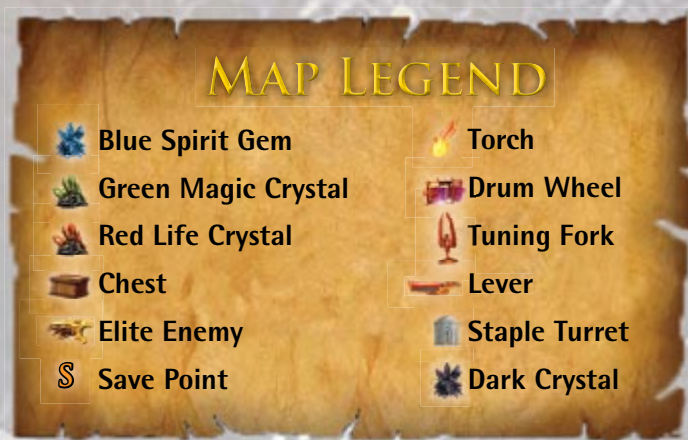 MAP LEGEND
Blue Spirit Gem
Green Magic Crystal
Red Life Crystal
Chest
Elite Enemy
S Save Point
Torch
Drum Wheel
Tuning Fork
Lever
Staple Turret
Dark Crystal